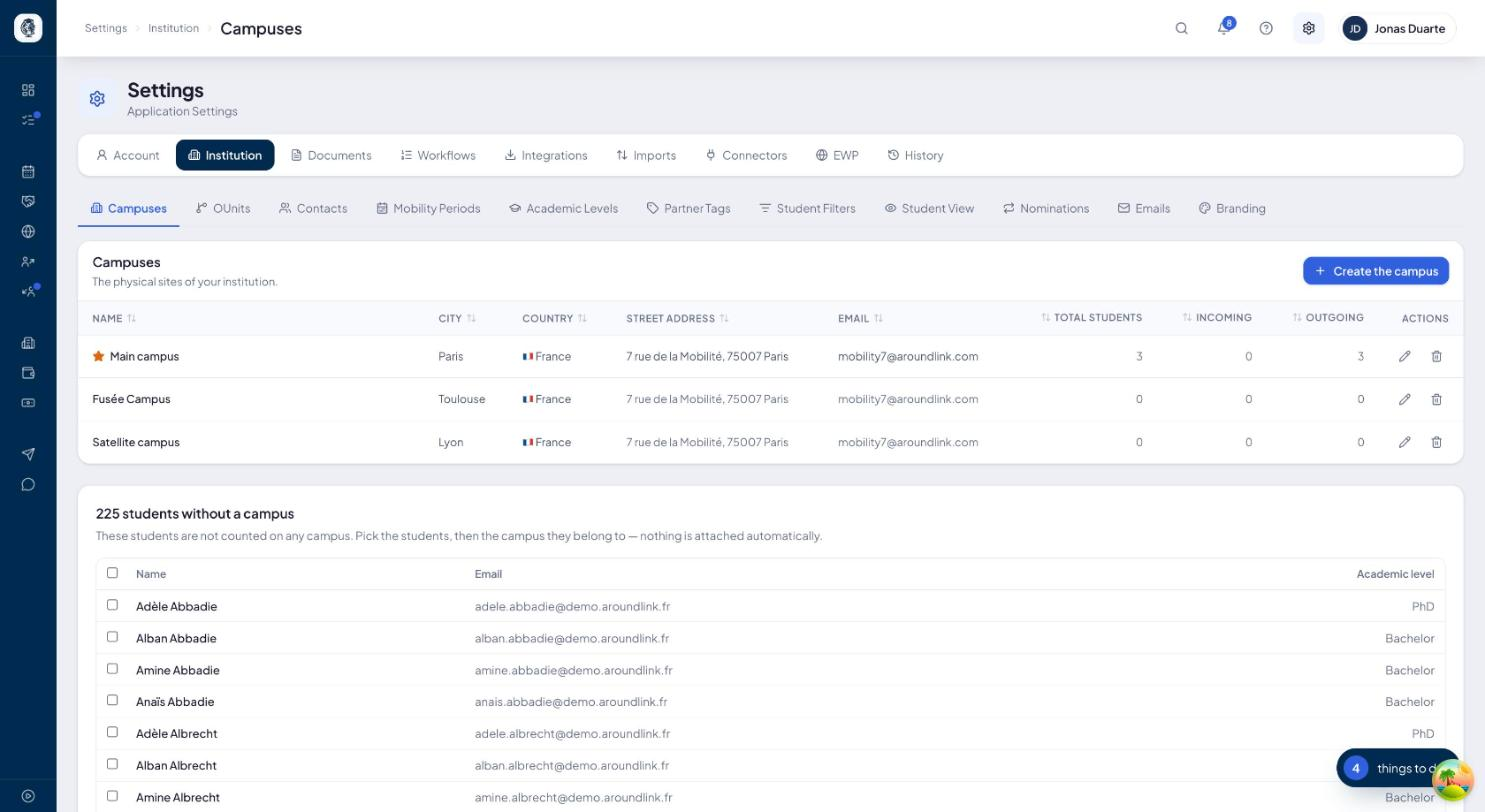 Settings Institution Campuses
8
JD Jonas Duarte
Settings
Application Settings
Account Institution Documents Workflows Integrations Imports Connectors EWP History
Campuses OUnits Contacts Mobility Periods Academic Levels Partner Tags Student Filters Student View Nominations Emails Branding
Campuses
The physical sites of your institution.
+ Create the campus
NAME CITY COUNTRY STREET ADDRESS EMAIL TOTAL STUDENTS INCOMING OUTGOING ACTIONS
Main campus Paris France 7 rue de la Mobilité, 75007 Paris mobility7@aroundlink.com 3 0 3
Fusée Campus Toulouse France 7 rue de la Mobilité, 75007 Paris mobility7@aroundlink.com 0 0 0
Satellite campus Lyon France 7 rue de la Mobilité, 75007 Paris mobility7@aroundlink.com 0 0 0
225 students without a campus
These students are not counted on any campus. Pick the students, then the campus they belong to — nothing is attached automatically.
Name Email Academic level
Adèle Abbadie adele.abbadie@demo.aroundlink.fr PhD
Alban Abbadie alban.abbadie@demo.aroundlink.fr Bachelor
Amine Abbadie amine.abbadie@demo.aroundlink.fr Bachelor
Anaïs Abbadie anais.abbadie@demo.aroundlink.fr Bachelor
Adèle Albrecht adele.albrecht@demo.aroundlink.fr PhD
Alban Albrecht alban.albrecht@demo.aroundlink.fr
4 things to d
Amine Albrecht amine.albrecht@demo.aroundlink.fr Bachelor